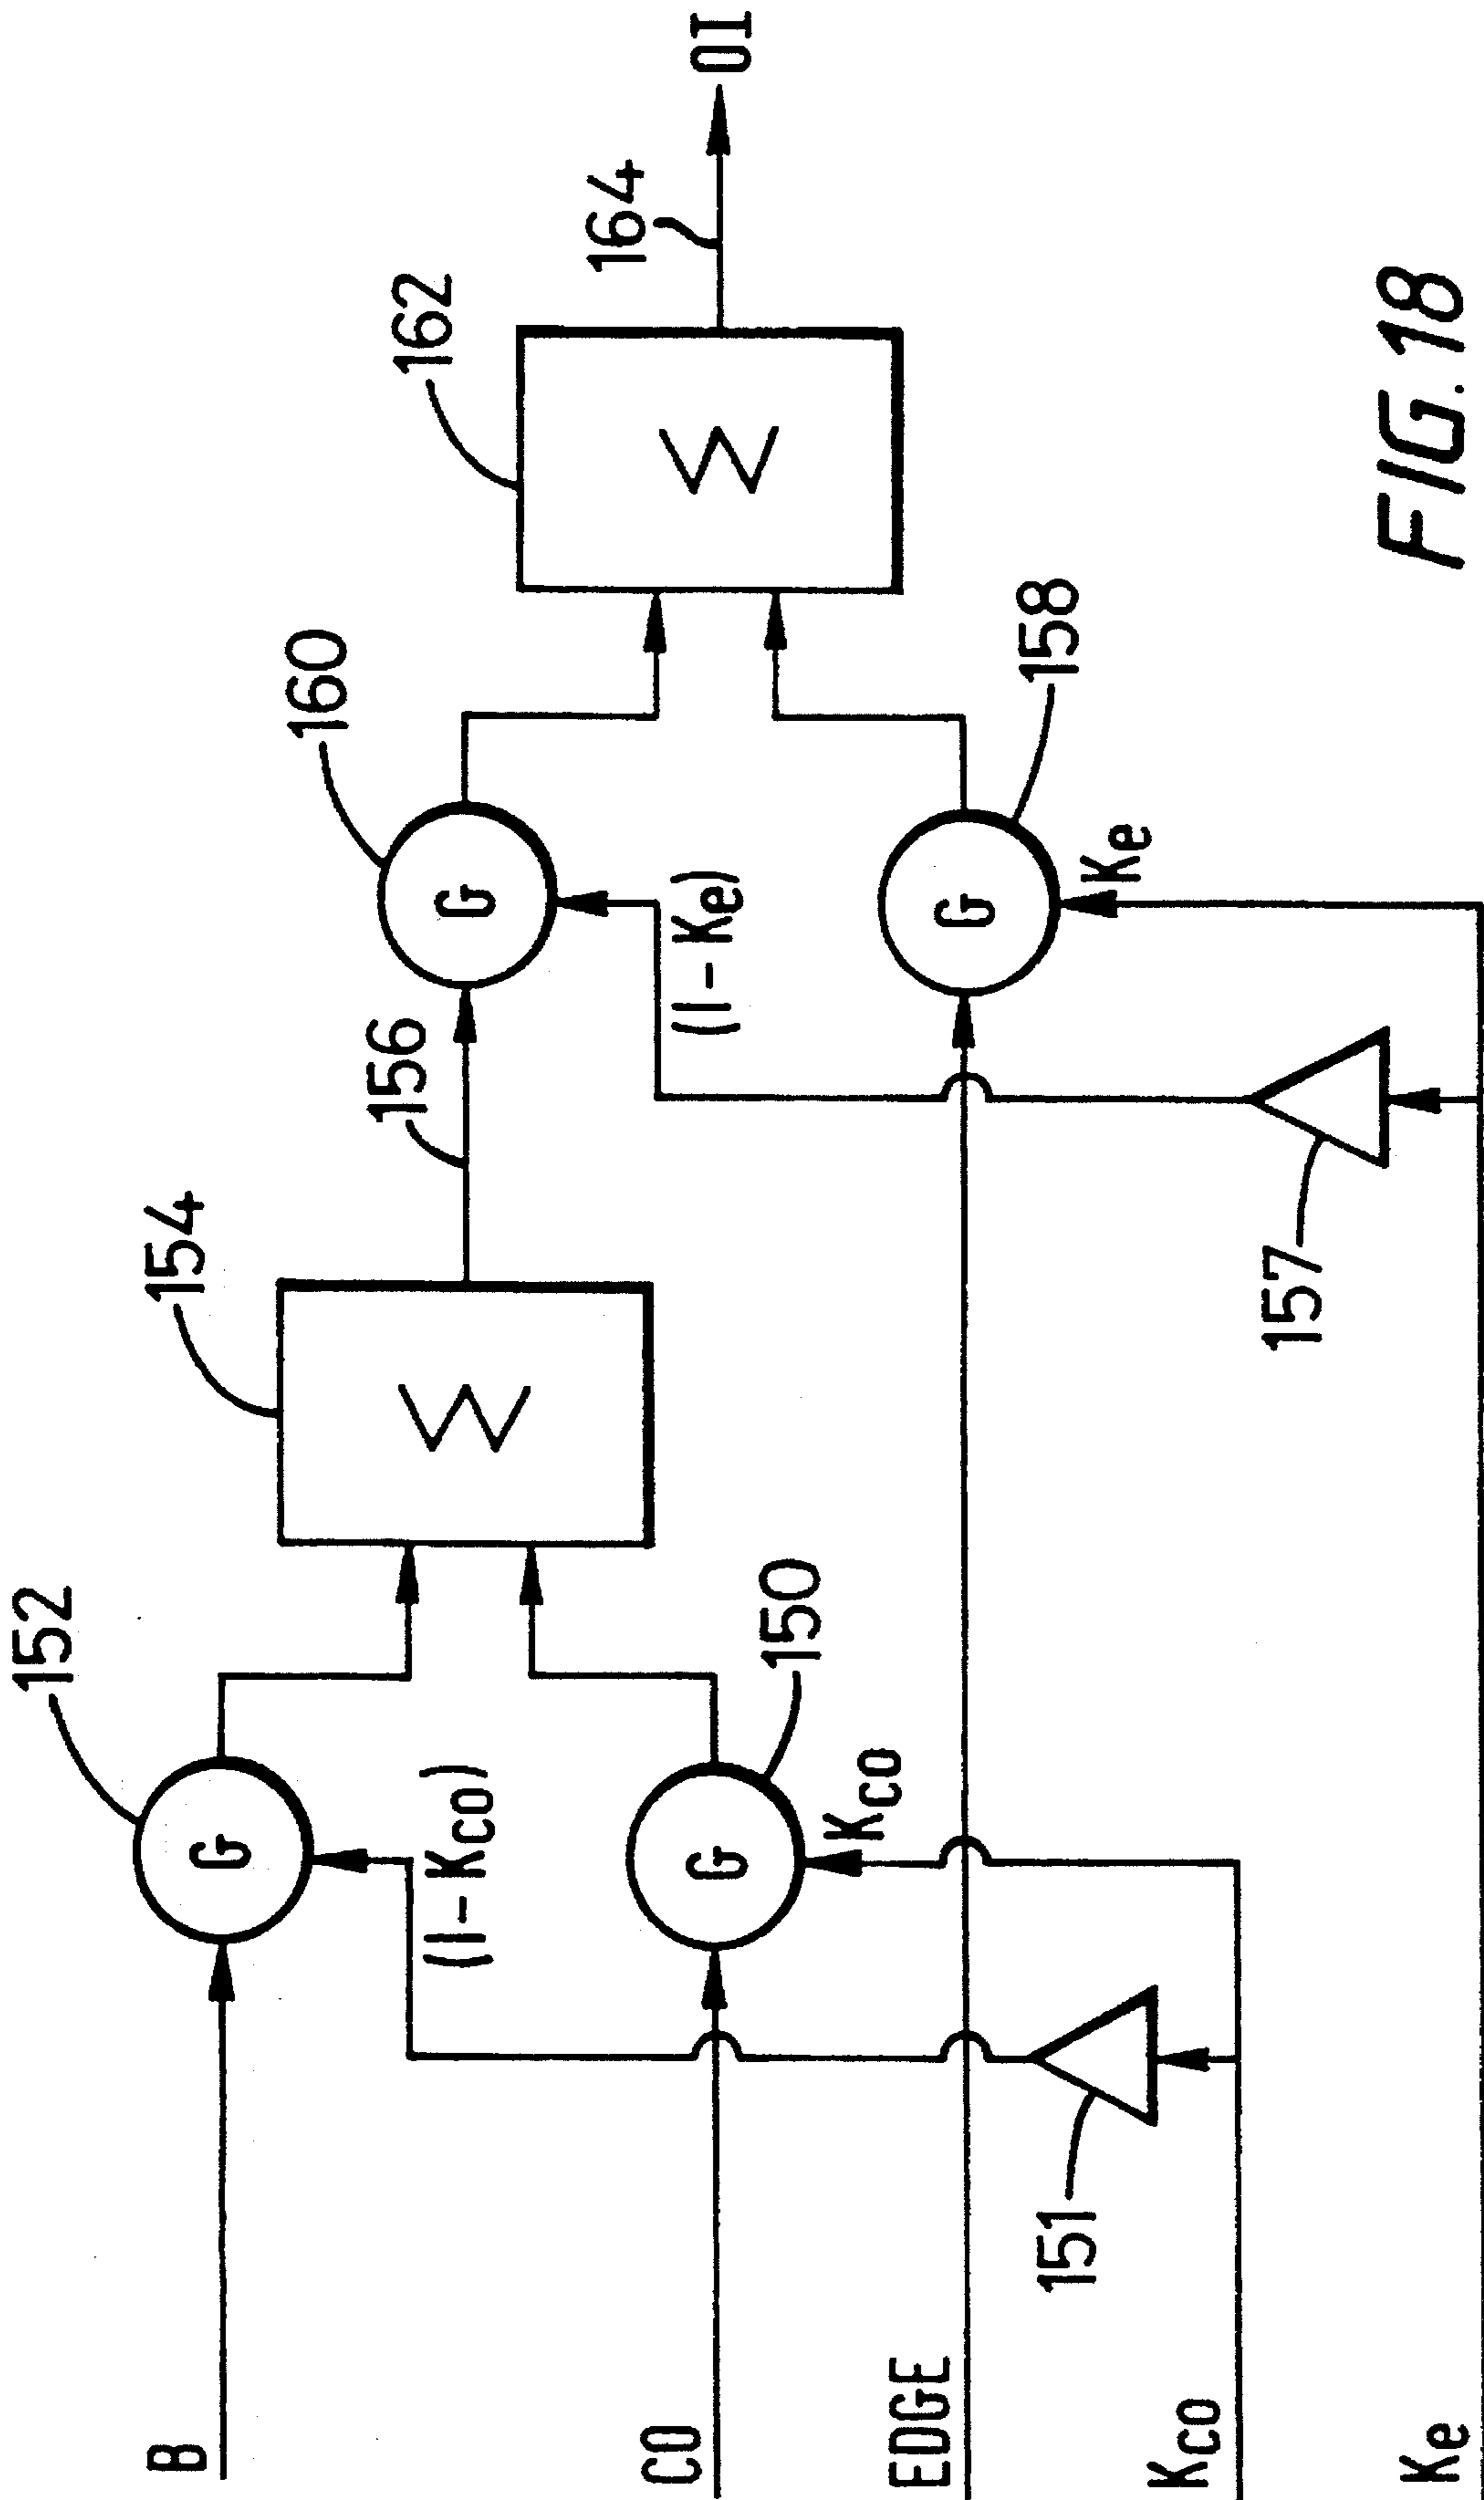 152
B
154
G
160
156
162
(1-Kco)
Σ
G
164
CO
G
(1-Ke)
Σ
OI
150
Kco
EDGE
G
158
151
Ke
Kco
157
Ke
FIG. 18